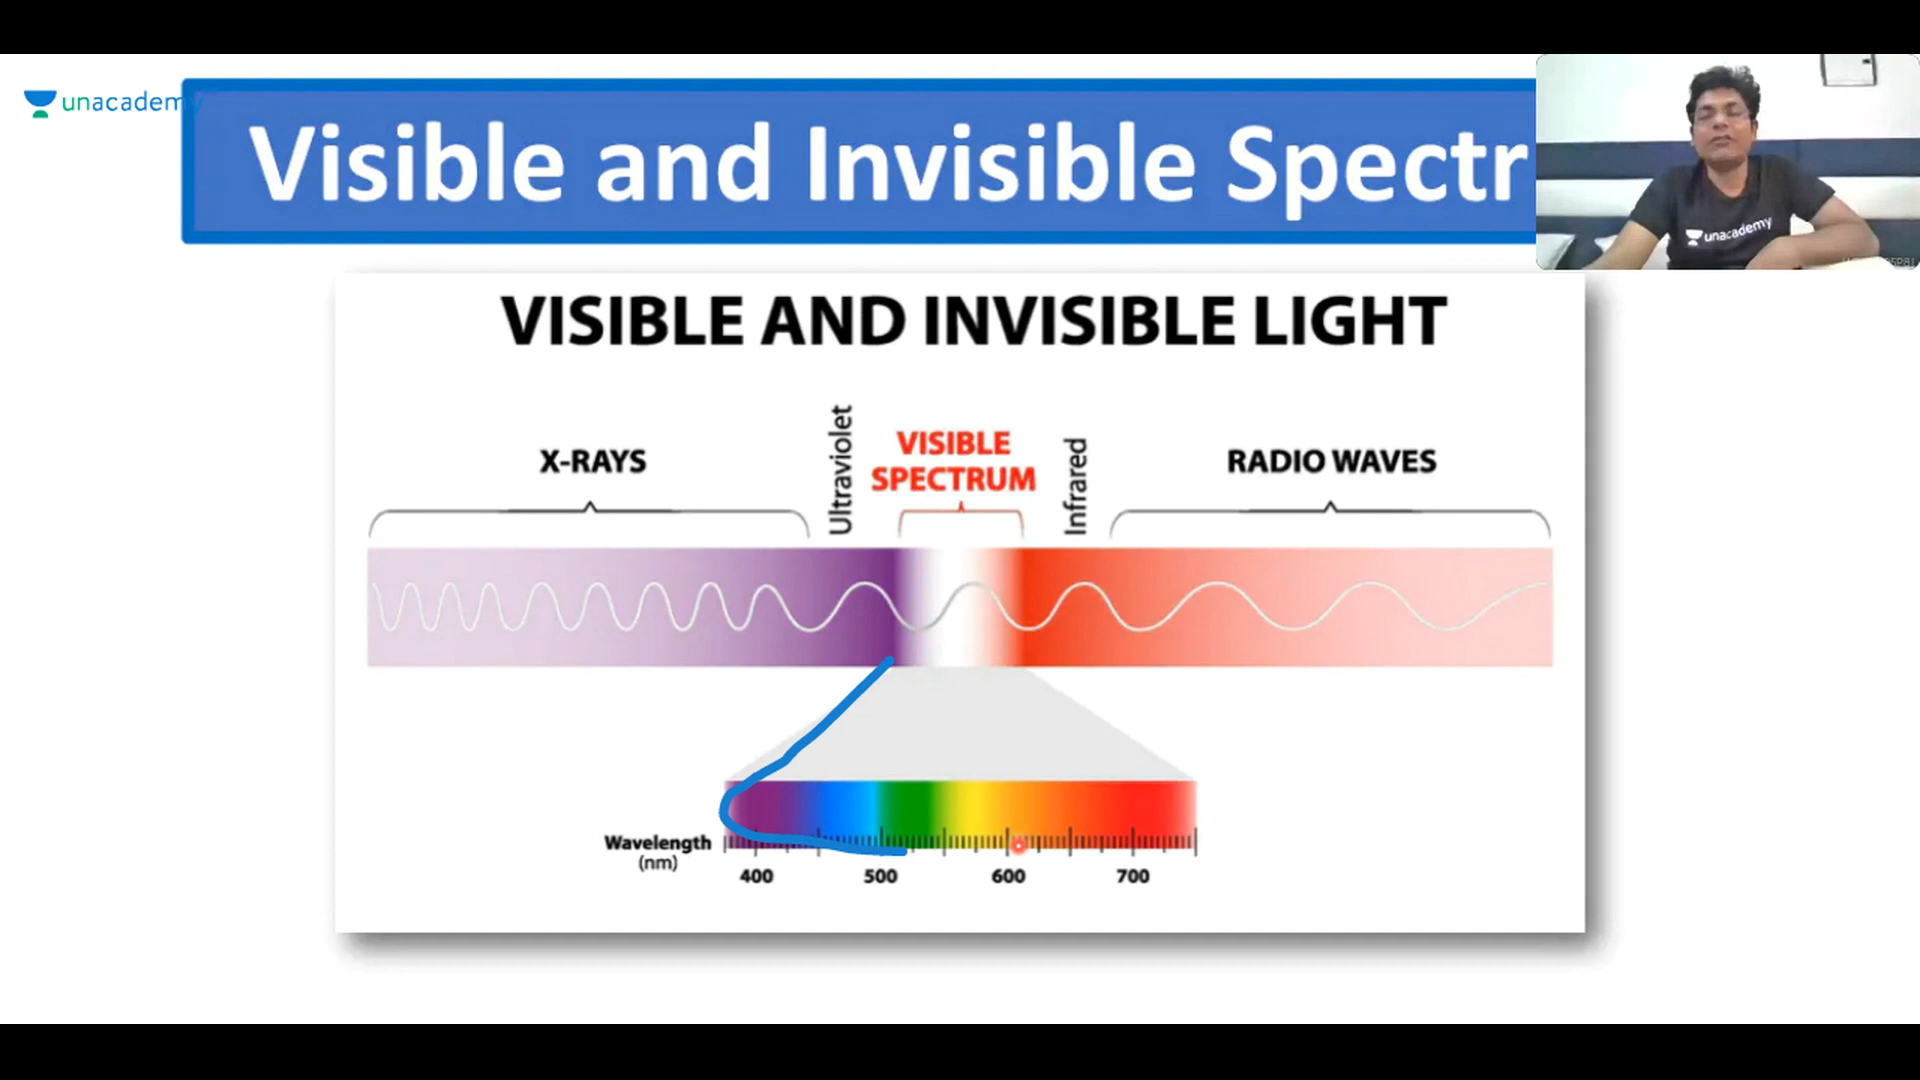 unacademy
Visible and Invisible Spectr
unacademy
VISIBLE AND INVISIBLE LIGHT
X-RAYS
Ultraviolet
VISIBLE
SPECTRUM
Infrared
RADIO WAVES
Wavelength
(nm)
400
500
600
700